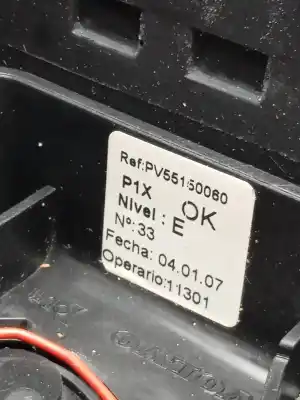 Ref:PV55150060
P1X OK
Nivel : E
Nº:33
Fecha: 04.01.07
Operario:11301